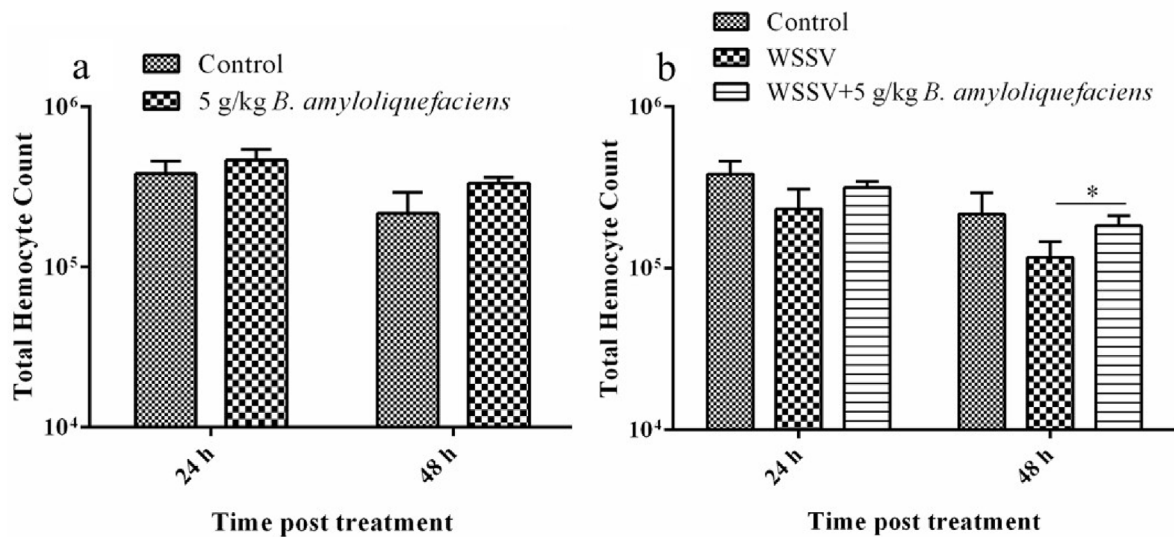 a
Control
5 g/kg B. amyloliquefaciens
Total Hemocyte Count
10⁶
10⁵
10⁴
24 h
48 h
Time post treatment
b
Control
WSSV
WSSV+5 g/kg B. amyloliquefaciens
Total Hemocyte Count
10⁶
10⁵
10⁴
*
24 h
48 h
Time post treatment